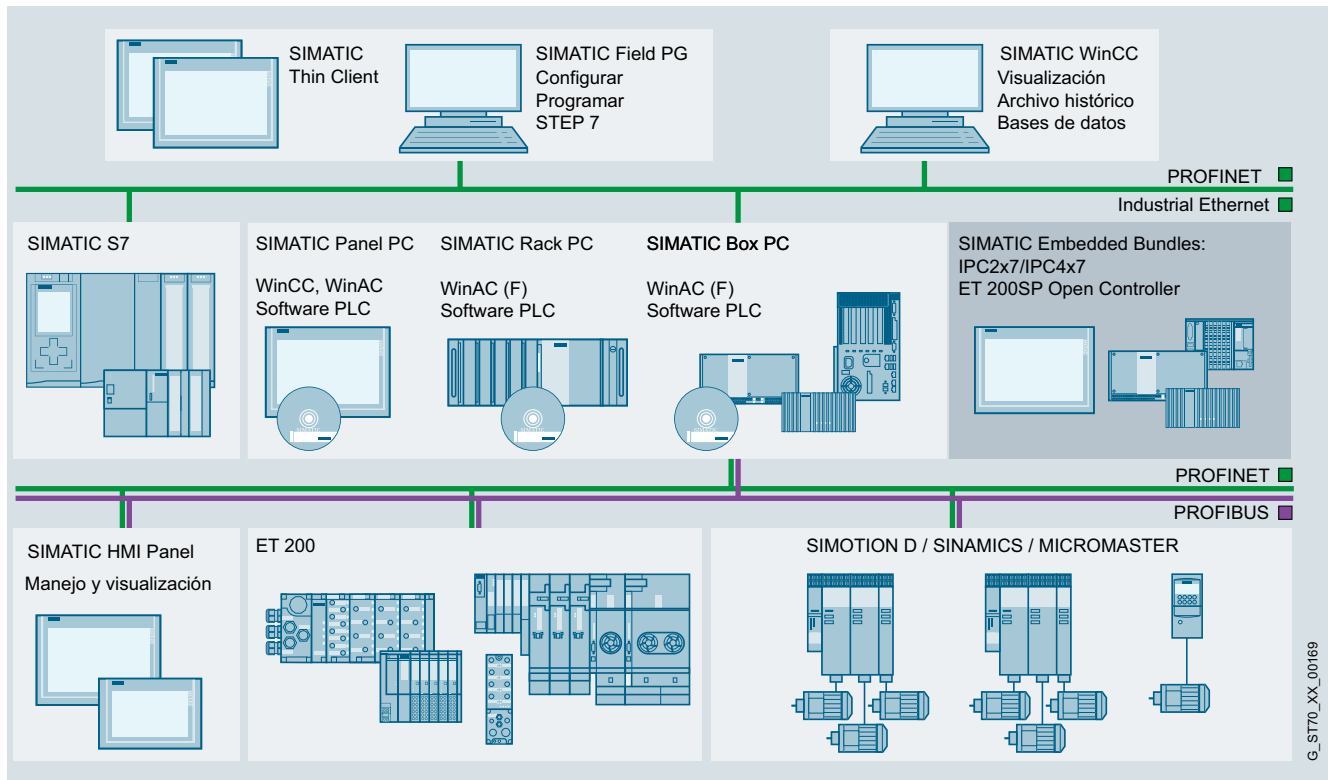 SIMATIC
Thin Client
SIMATIC Field PG
Configurar
Programar
STEP 7
SIMATIC WinCC
Visualización
Archivo histórico
Bases de datos
PROFINET
Industrial Ethernet
SIMATIC S7
SIMATIC Panel PC
WinCC, WinAC
Software PLC
SIMATIC Rack PC
WinAC (F)
Software PLC
SIMATIC Box PC
WinAC (F)
Software PLC
SIMATIC Embedded Bundles:
IPC2x7/IPC4x7
ET 200SP Open Controller
SIMATIC
SIMATIC
SIMATIC
PROFINET
PROFIBUS
SIMATIC HMI Panel
Manejo y visualización
ET 200
SIMOTION D / SINAMICS / MICROMASTER
G_ST70_XX_00169